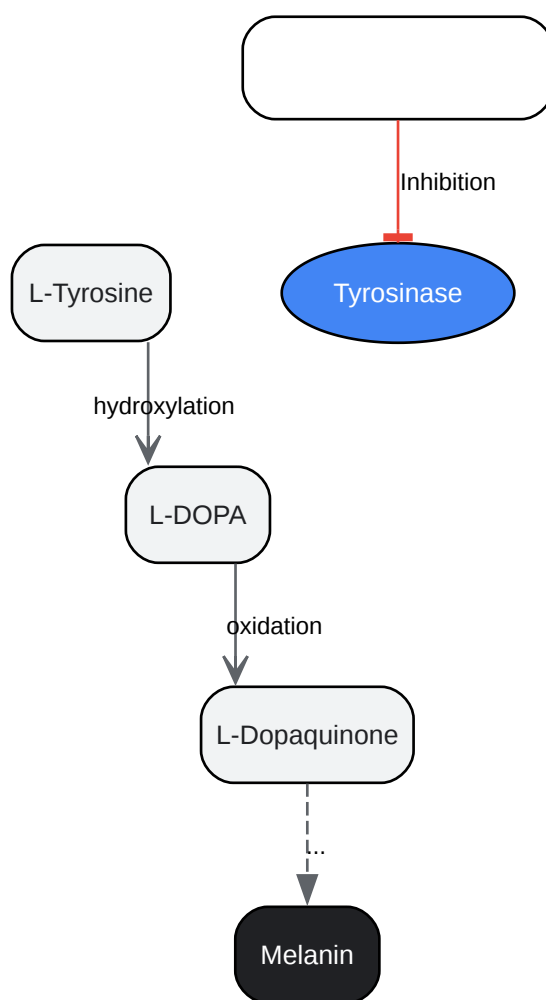 Inhibition
L-Tyrosine
Tyrosinase
hydroxylation
L-DOPA
oxidation
L-Dopaquinone
...
Melanin